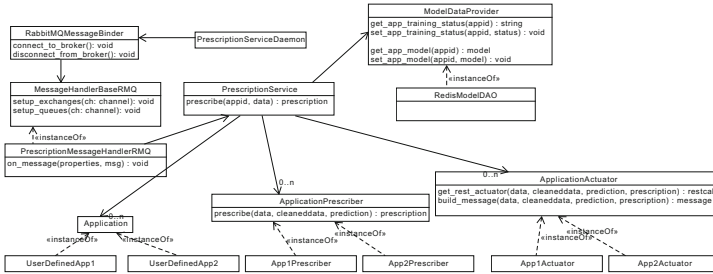 ModelDataProvider
get_app_training_status(appid) : string
set_app_training_status(appid, status) : void
get_app_model(appid) : model
set_app_model(appid, model) : void
RabbitMQMessageBinder
connect_to_broker(): void
disconnect_from_broker(): void
PrescriptionServiceDaemon
«instanceOf»
MessageHandlerBaseRMQ
setup_exchanges(ch: channel): void
setup_queues(ch: channel): void
PrescriptionService
prescribe(appid, data) : prescription
RedisModelDAO
«instanceOf»
PrescriptionMessageHandlerRMQ
on_message(properties, msg) : void
0..n
0..n
ApplicationActuator
get_rest_actuator(data, cleaneddata, prediction, prescription) : restcall
build_message(data, cleaneddata, prediction, prescription) : message
ApplicationPrescriber
prescribe(data, cleaneddata, prediction) : prescription
0..n
Application
«instanceOf»
«instanceOf»
«instanceOf»
«instanceOf»
«instanceOf»
«instanceOf»
UserDefinedApp1
UserDefinedApp2
App1Prescriber
App2Prescriber
App1Actuator
App2Actuator